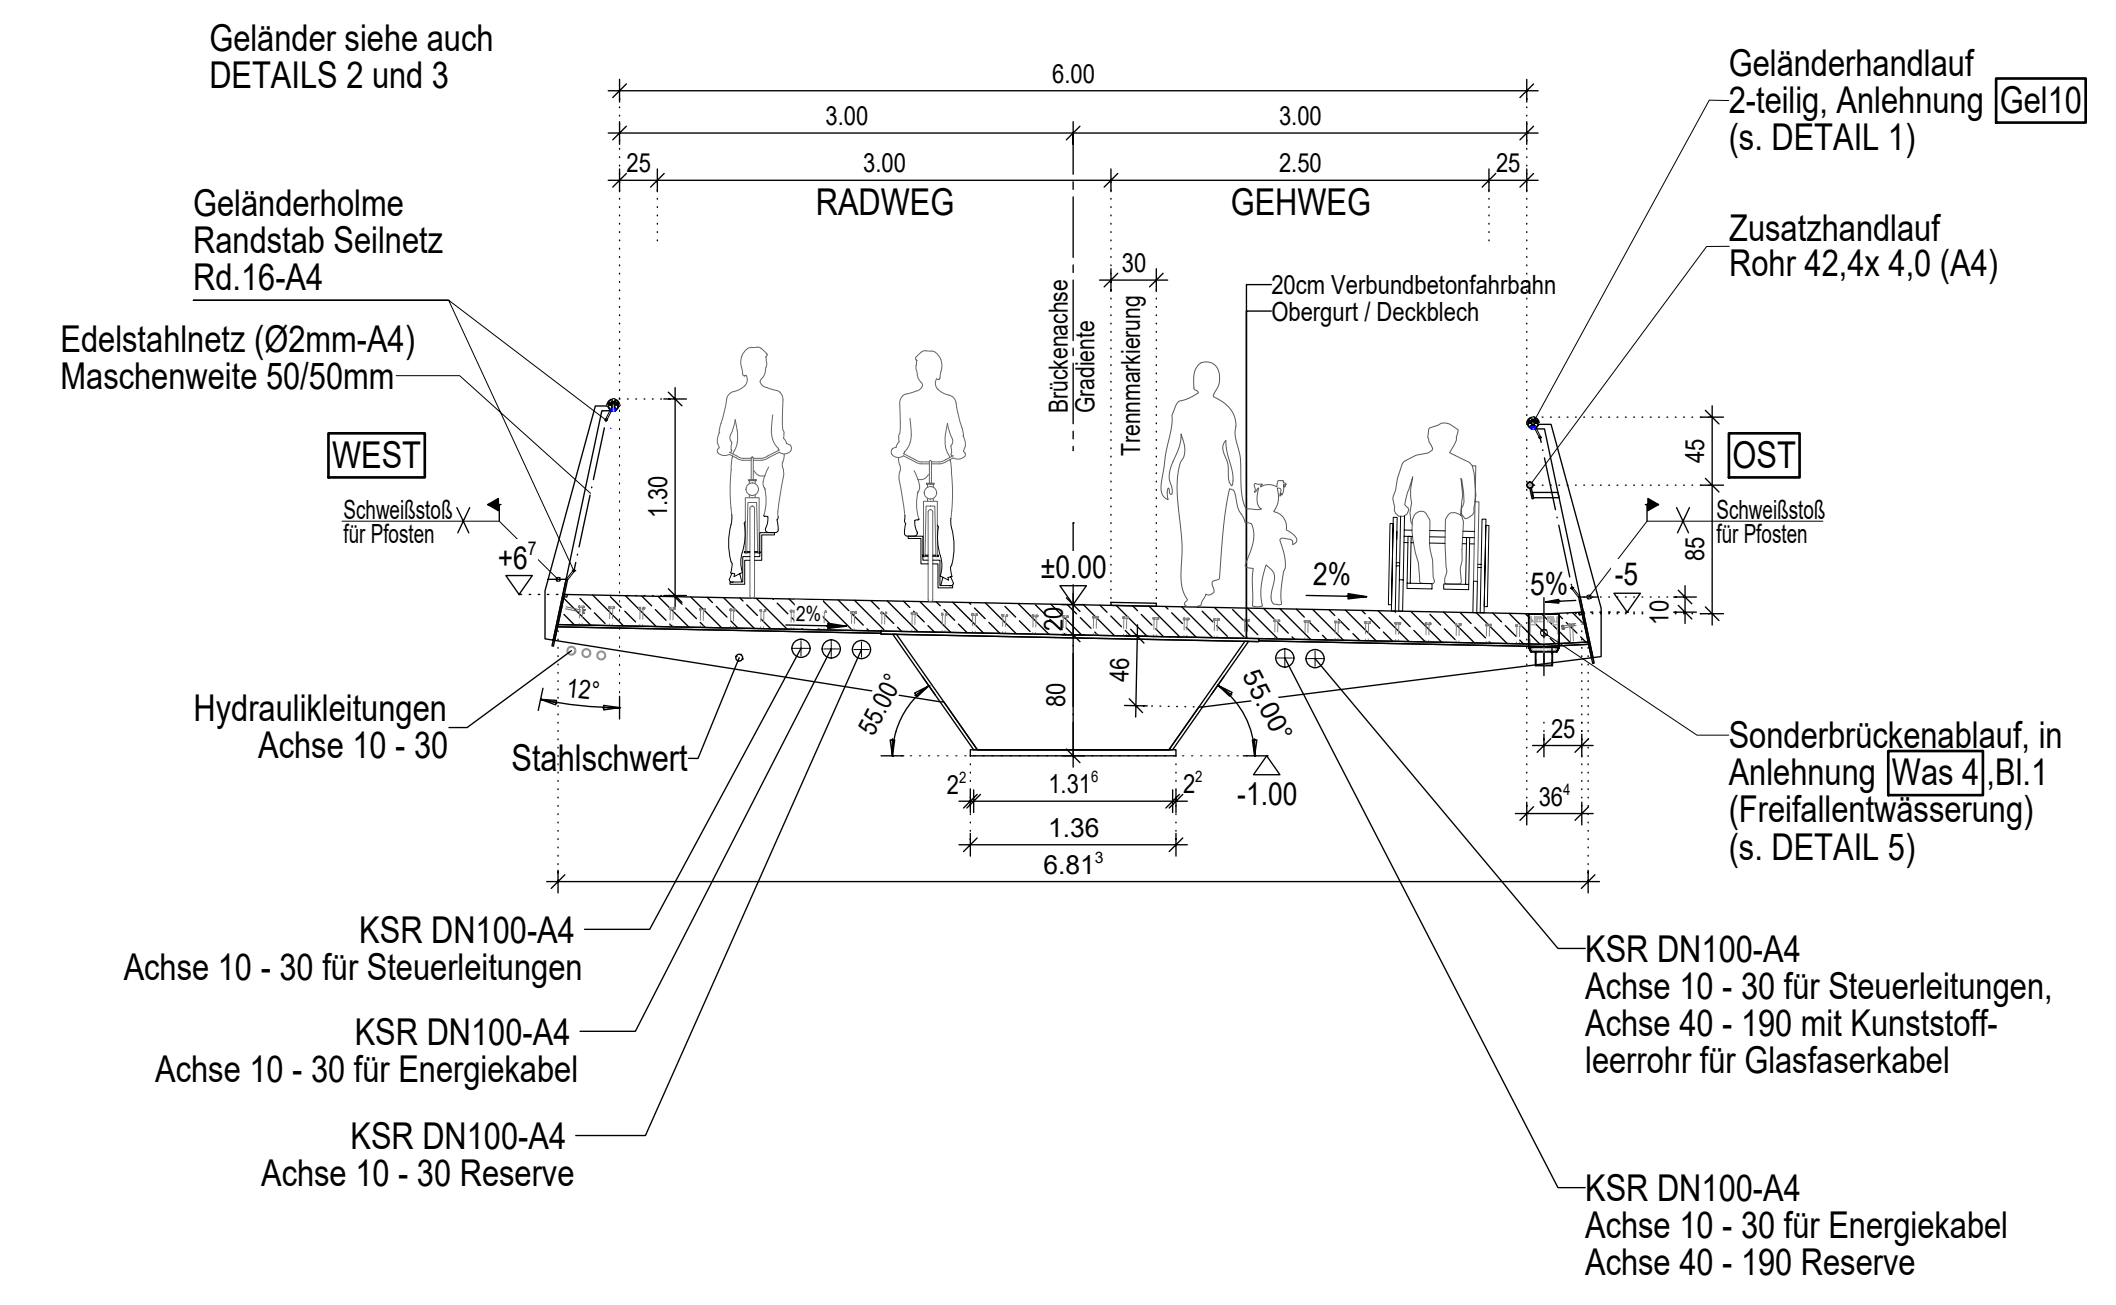 Geländer siehe auch
DETAILS 2 und 3
6.00
3.00
3.00
25
3.00
2.50
25
RADWEG
GEHWEG
Geländerhandlauf
2-teilig, Anlehnung Gel10
(s. DETAIL 1)
Geländerholme
Randstab Seilnetz
Rd.16-A4
Zusatzhandlauf
Rohr 42,4x 4,0 (A4)
30
Brückenachse
Gradiente
Trennmarkierung
20cm Verbundbetonfahrbahn
Obergurt / Deckblech
Edelstahlnetz (Ø2mm-A4)
Maschenweite 50/50mm
WEST
OST
45
1.30
Schweißstoß
für Pfosten
Schweißstoß
für Pfosten
85
+6⁷
±0.00
2%
5%
-5
10
2%
20
46
80
12°
55.00°
55.00°
Hydraulikleitungen
Achse 10 - 30
Stahlschwert
25
36⁴
Sonderbrückenablauf, in
Anlehnung Was 4,Bl.1
(Freifallentwässerung)
(s. DETAIL 5)
2²
1.31⁶
2²
-1.00
1.36
6.81³
KSR DN100-A4
Achse 10 - 30 für Steuerleitungen
KSR DN100-A4
Achse 10 - 30 für Energiekabel
KSR DN100-A4
Achse 10 - 30 Reserve
KSR DN100-A4
Achse 10 - 30 für Steuerleitungen,
Achse 40 - 190 mit Kunststoff-
leerrohr für Glasfaserkabel
KSR DN100-A4
Achse 10 - 30 für Energiekabel
Achse 40 - 190 Reserve